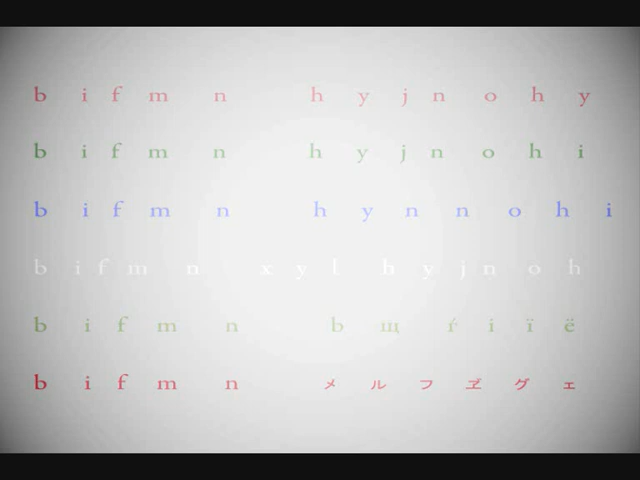 b i f m n h y j n o h y
b i f m n h y j n o h i
b i f m n h y n n o h i
b i f m n x y l h y j n o h
b i f m n b щ ѓ i ї ё
b i f m n メ ル フ ヹ グ ェ